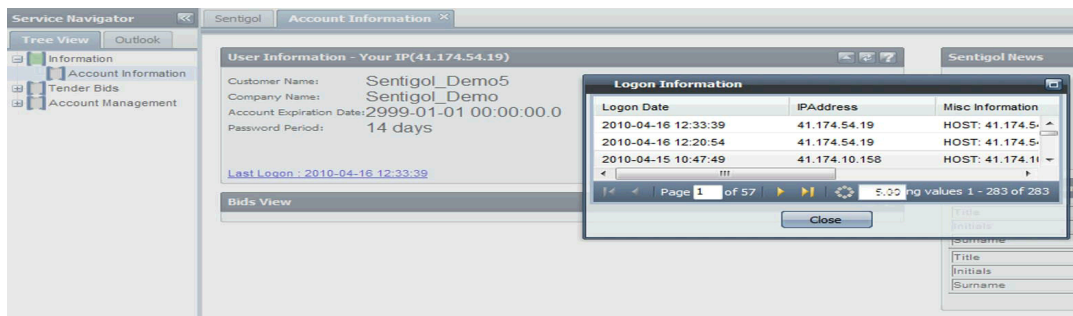 Service Navigator
Sentigol
Account Information
Tree View
Outlook
Information
Account Information
Tender Bids
Account Management
User Information - Your IP(41.174.54.19)
Customer Name: Sentigol_Demo5
Company Name: Sentigol_Demo
Account Expiration Date: 2999-01-01 00:00:00.0
Password Period: 14 days
Last Logon : 2010-04-16 12:33:39
Bids View
Sentigol News
Logon Information
Logon Date IPAddress Misc Information
2010-04-16 12:33:39 41.174.54.19 HOST: 41.174.5
2010-04-16 12:20:54 41.174.54.19 HOST: 41.174.5
2010-04-15 10:47:49 41.174.10.158 HOST: 41.174.1
Page 1 of 57 ng values 1 - 283 of 283
Close
Title
Initials
Surname
Title
Initials
Surname